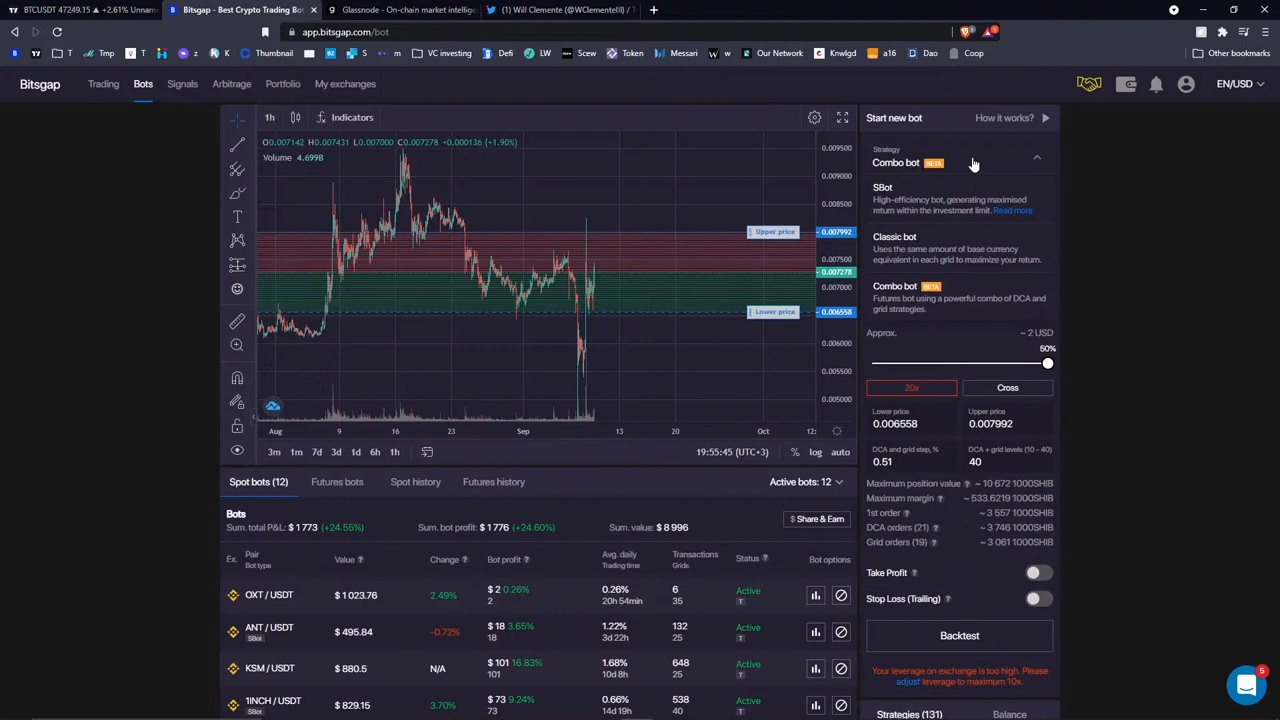 BTCUSDT 47249.15 ▲ +2.61% Unnam
Bitsgap - Best Crypto Trading Bot
Glassnode - On-chain market intellige
(1) Will Clemente (@WClementeIII) / T
app.bitsgap.com/bot
Tmp
T
z
Thumbnail
S
VC investing
Defi
LW
Score
Token
Messari
w
Our Network
Knwlgd
a16
Dao
Coop
Other bookmarks
Bitsgap
Trading
Bots
Signals
Arbitrage
Portfolio
My exchanges
EN/USD
1h
Indicators
O0.007142 H0.007431 L0.007000 C0.007278 +0.000136 (+1.90%)
Volume 4.699B
0.009500
0.009000
0.008500
Upper price
0.007992
0.007500
0.007278
0.007000
Lower price
0.006558
0.006000
0.005500
0.005000
Aug
9
16
23
Sep
13
20
Oct
12:
3m
1m
7d
3d
1d
6h
1h
19:55:45 (UTC+3)
%
log
auto
Start new bot
How it works?
Strategy
Combo bot BETA
SBot
High-efficiency bot, generating maximised
return within the investment limit. Read more
Classic bot
Uses the same amount of base currency
equivalent in each grid to maximize your return.
Combo bot BETA
Futures bot using a powerful combo of DCA and
grid strategies.
Approx.
~ 2 USD
50%
20x
Cross
Lower price
0.006558
Upper price
0.007992
DCA and grid step, %
0.51
DCA + grid levels (10 - 40)
40
Maximum position value ? ~ 10 672 1000SHIB
Maximum margin ? ~ 533.6219 1000SHIB
1st order ? ~ 3 557 1000SHIB
DCA orders (21) ? ~ 3 746 1000SHIB
Grid orders (19) ? ~ 3 061 1000SHIB
Take Profit ?
Stop Loss (Trailing) ?
Backtest
Your leverage on exchange is too high. Please
adjust leverage to maximum 10x.
Strategies (131)
Balance
5
Spot bots (12)
Futures bots
Spot history
Futures history
Active bots: 12
Bots
Sum. total P&L: $ 1 773 (+24.55%)
Sum. bot profit: $ 1 776 (+24.60%)
Sum. value: $ 8 996
$ Share & Earn
Ex.
Pair
Bot type
Value ?
Change ?
Bot profit ?
Avg. daily
Trading time
Transactions
Grids
Status ?
Bot options
OXT / USDT
$ 1 023.76
2.49%
$ 2 0.26%
2
0.26%
20h 54min
6
35
Active
T
ANT / USDT
SBot
$ 495.84
-0.72%
$ 18 3.65%
18
1.22%
3d 22h
132
25
Active
T
KSM / USDT
$ 880.5
N/A
$ 101 16.83%
101
1.68%
10d 8h
648
25
Active
T
1INCH / USDT
SBot
$ 829.15
3.70%
$ 73 9.24%
73
0.66%
14d 19h
538
40
Active
T